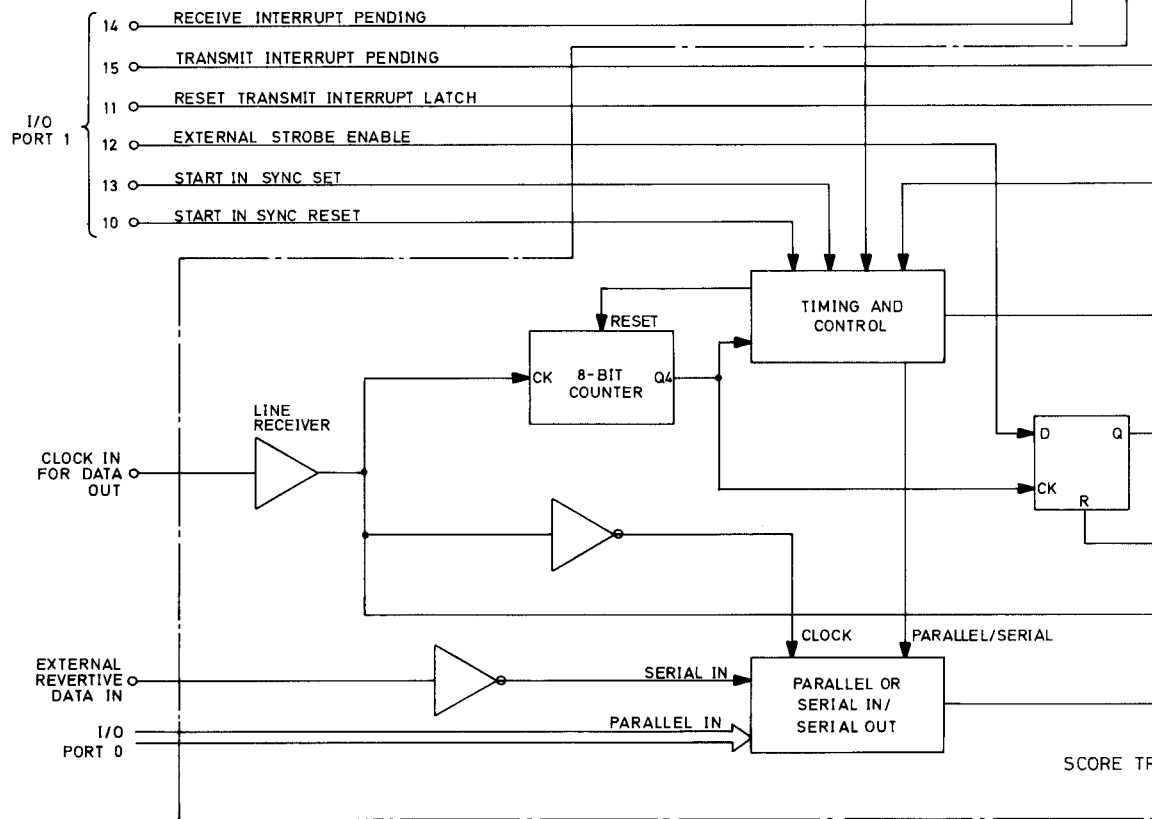 14 RECEIVE INTERRUPT PENDING
15 TRANSMIT INTERRUPT PENDING
11 RESET TRANSMIT INTERRUPT LATCH
I/O
PORT 1
12 EXTERNAL STROBE ENABLE
13 START IN SYNC SET
10 START IN SYNC RESET
TIMING AND
CONTROL
RESET
CK
8-BIT
COUNTER
Q4
LINE
RECEIVER
CLOCK IN
FOR DATA
OUT
D
Q
CK
R
CLOCK
PARALLEL/SERIAL
EXTERNAL
REVERTIVE
DATA IN
SERIAL IN
PARALLEL OR
SERIAL IN/
SERIAL OUT
I/O
PORT 0
PARALLEL IN
SCORE